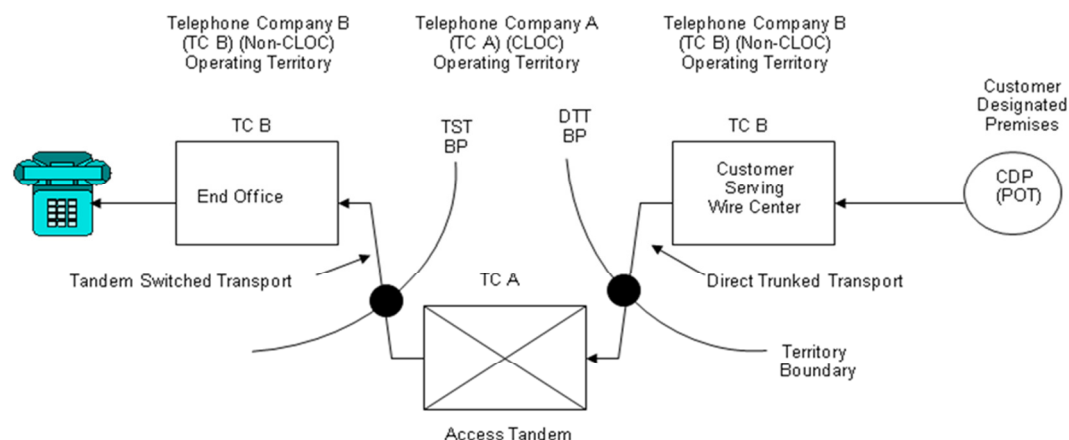 Telephone Company B
(TC B) (Non-CLOC)
Operating Territory
Telephone Company A
(TC A) (CLOC)
Operating Territory
Telephone Company B
(TC B) (Non-CLOC)
Operating Territory
Customer
Designated
Premises
TC B
TST
BP
DTT
BP
TC B
End Office
Customer
Serving
Wire Center
CDP
(POT)
Tandem Switched Transport
TC A
Direct Trunked Transport
Territory
Boundary
Access Tandem